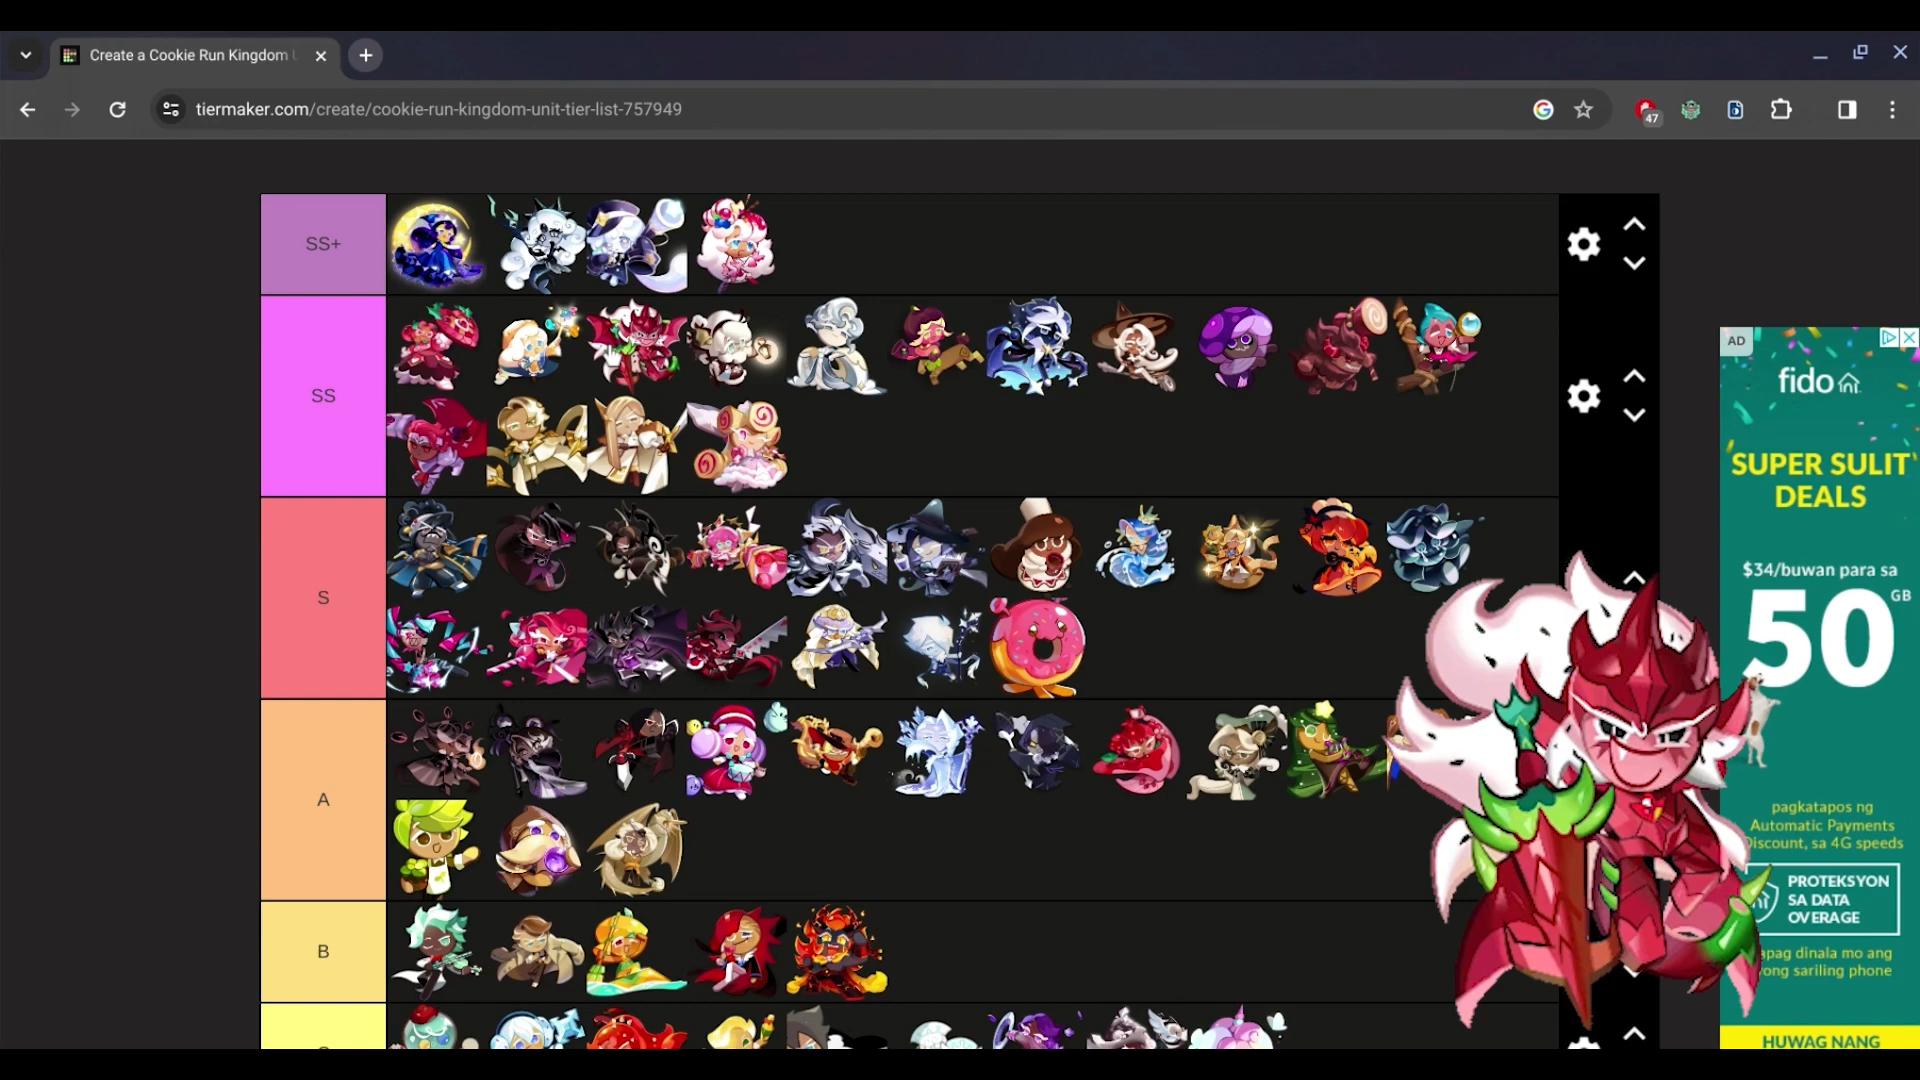 Create a Cookie Run Kingdom U
tiermaker.com/create/cookie-run-kingdom-unit-tier-list-757949
47
SS+
SS
S
A
B
AD
fido
SUPER SULIT
DEALS
$34/buwan para sa
50 GB
pagkatapos ng
Automatic Payments
Discount, sa 4G speeds
PROTEKSYON
SA DATA
OVERAGE
apag dinala mo ang
yong sariling phone
HUWAG NANG